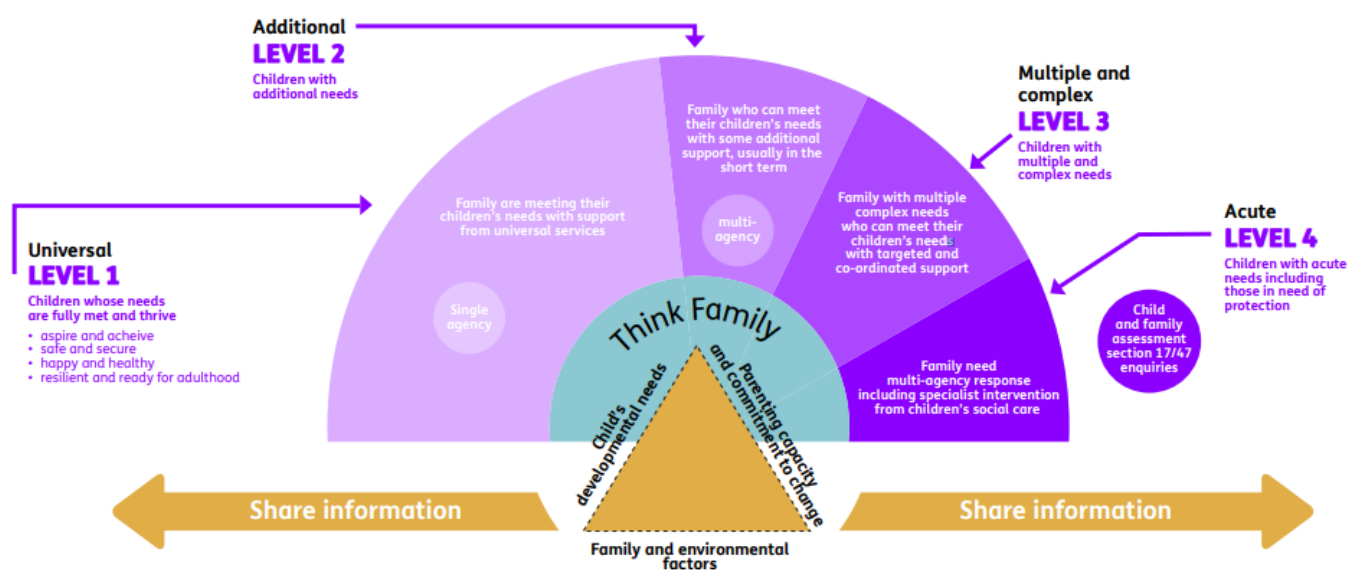 Additional
LEVEL 2
Children with
additional needs
Multiple and
complex
LEVEL 3
Children with
multiple and
complex needs
Acute
LEVEL 4
Children with acute
needs including
those in need of
protection
Universal
LEVEL 1
Children whose needs
are fully met and thrive
• aspire and acheive
• safe and secure
• happy and healthy
• resilient and ready for adulthood
Family are meeting their
children's needs with support
from universal services
Single
agency
Family who can meet
their children's needs
with some additional
support, usually in the
short term
multi-
agency
Family with multiple
complex needs
who can meet their
children's needs
with targeted and
co-ordinated support
Family need
multi-agency response
including specialist intervention
from children's social care
Child
and family
assessment
section 17/47
enquiries
Think Family
Child's
developmental needs
Parenting capacity
and commitment to change
Family and environmental
factors
Share information
Share information